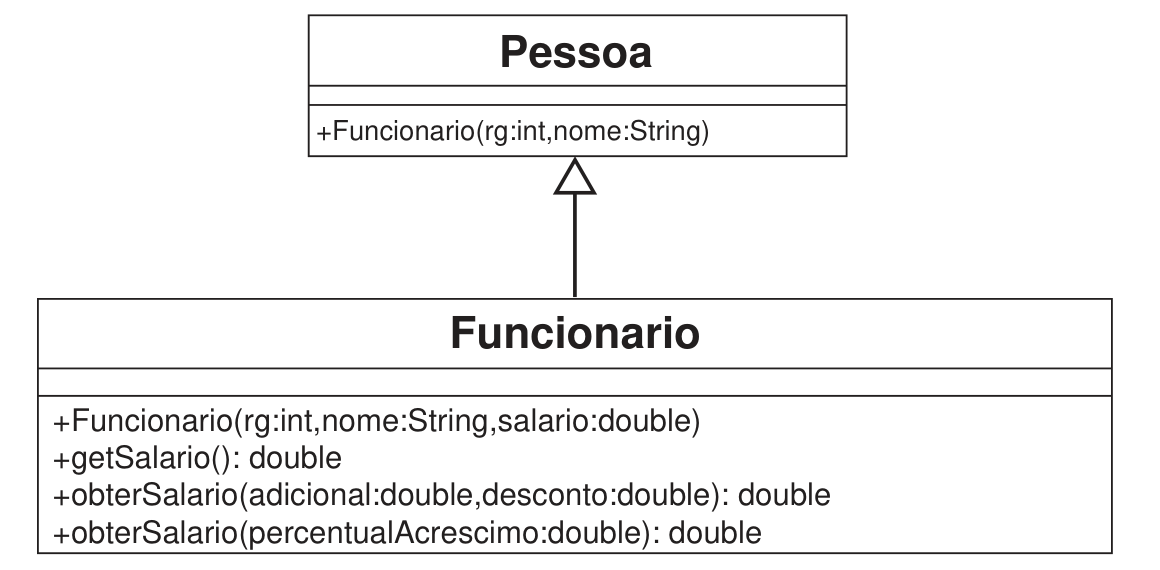 Pessoa
+Funcionario(rg:int,nome:String)
Funcionario
+Funcionario(rg:int,nome:String,salario:double)
+getSalario(): double
+obterSalario(adicional:double,desconto:double): double
+obterSalario(percentualAcrescimo:double): double